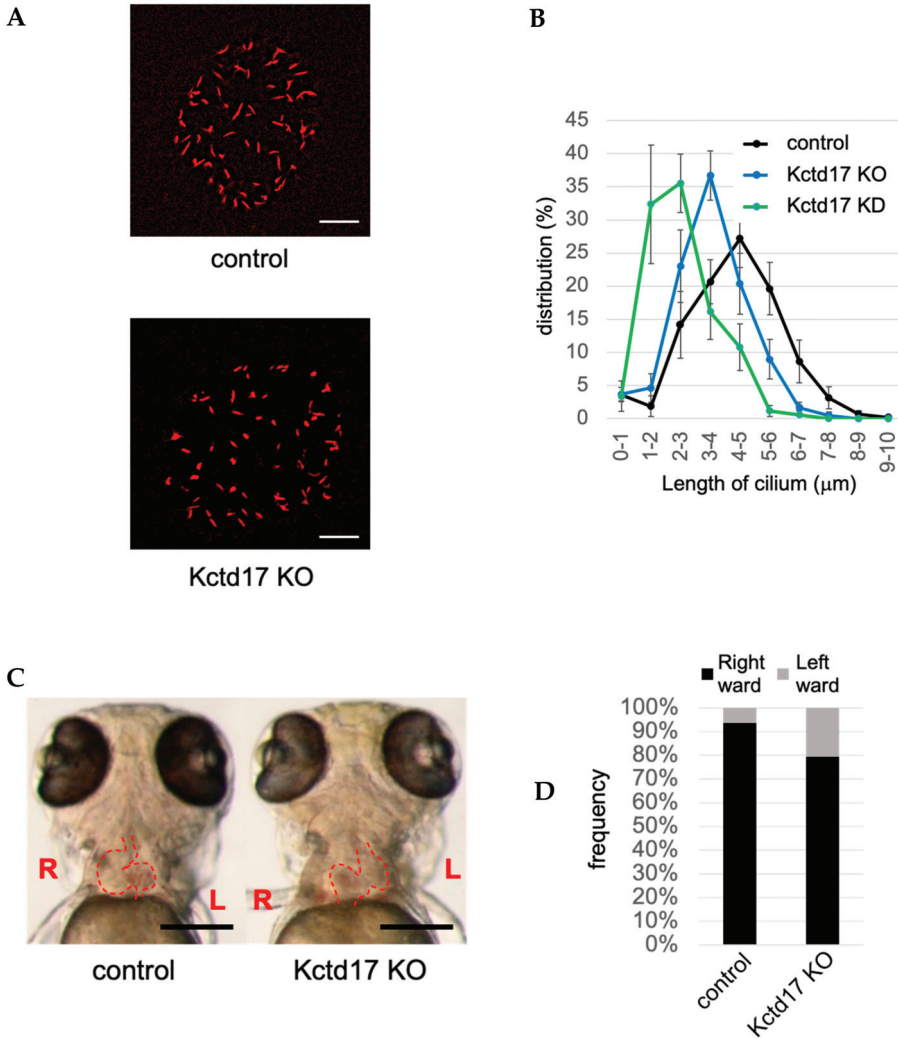 A
control
Kctd17 KO
B
45
40
35
30
25
20
15
10
5
0
distribution (%)
control
Kctd17 KO
Kctd17 KD
0-1
1-2
2-3
3-4
4-5
5-6
6-7
7-8
8-9
9-10
Length of cilium (μm)
C
R
L
R
L
control
Kctd17 KO
D
Right ward
Left ward
100%
90%
80%
70%
60%
50%
40%
30%
20%
10%
0%
frequency
control
Kctd17 KO